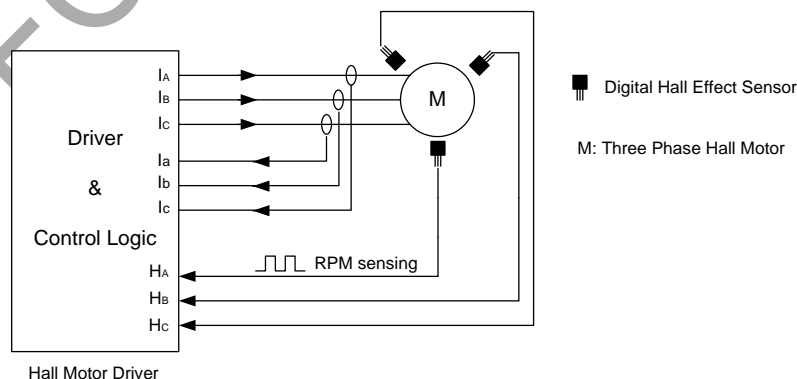 IA
IB
IC
Driver
&
Control Logic
Ia
Ib
Ic
HA
HB
HC
RPM sensing
M
Digital Hall Effect Sensor
M: Three Phase Hall Motor
Hall Motor Driver